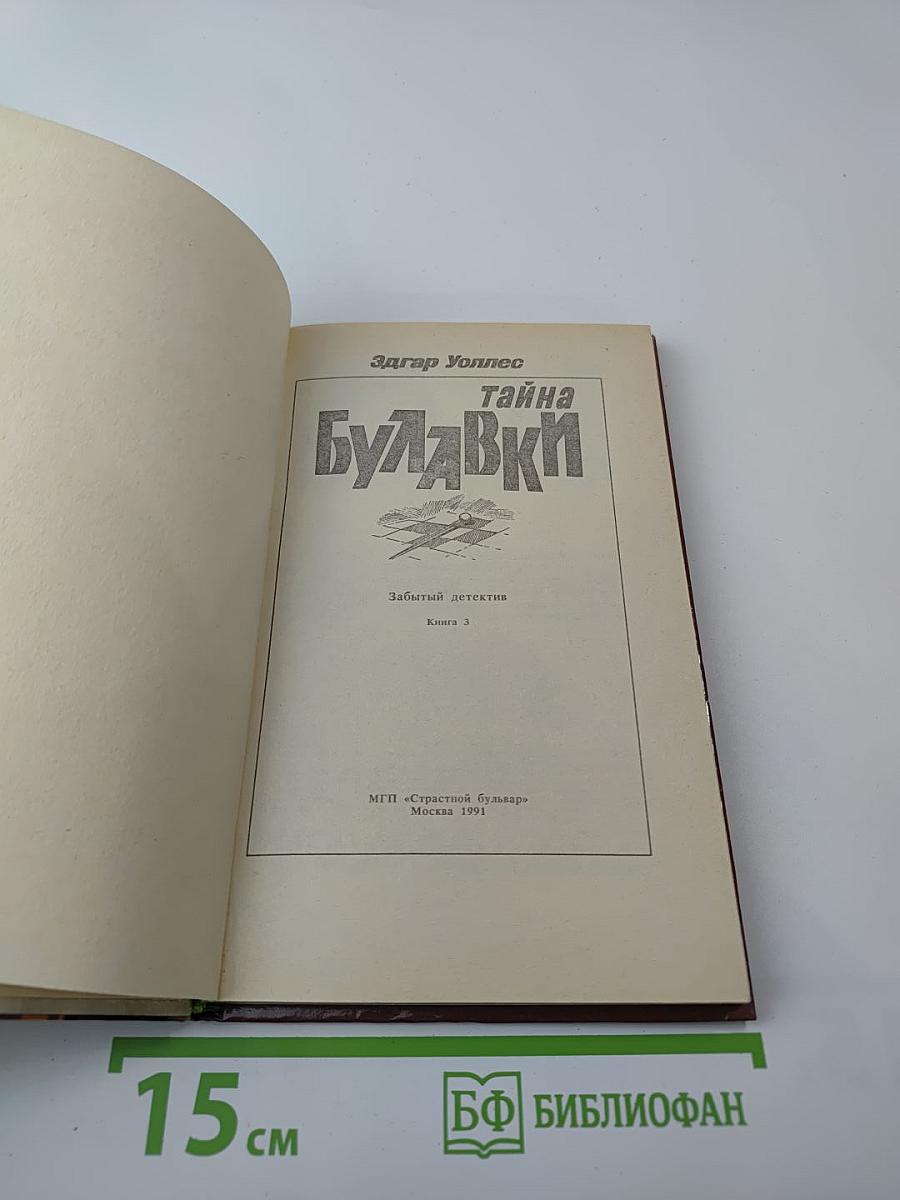 Эдгар Уоллес
тайна
БУЛАВКИ
Забытый детектив
Книга 3
МГП «Страстной бульвар»
Москва 1991
15 см
БФ БИБЛИОФАН